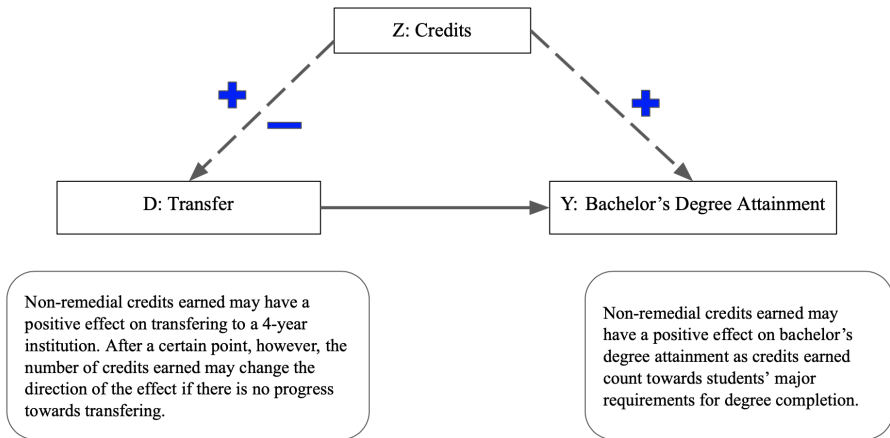 Z: Credits
D: Transfer
Y: Bachelor’s Degree Attainment
Non-remedial credits earned may have a
positive effect on transfering to a 4-year
institution. After a certain point, however, the
number of credits earned may change the
direction of the effect if there is no progress
towards transfering.
Non-remedial credits earned may
have a positive effect on bachelor’s
degree attainment as credits earned
count towards students’ major
requirements for degree completion.